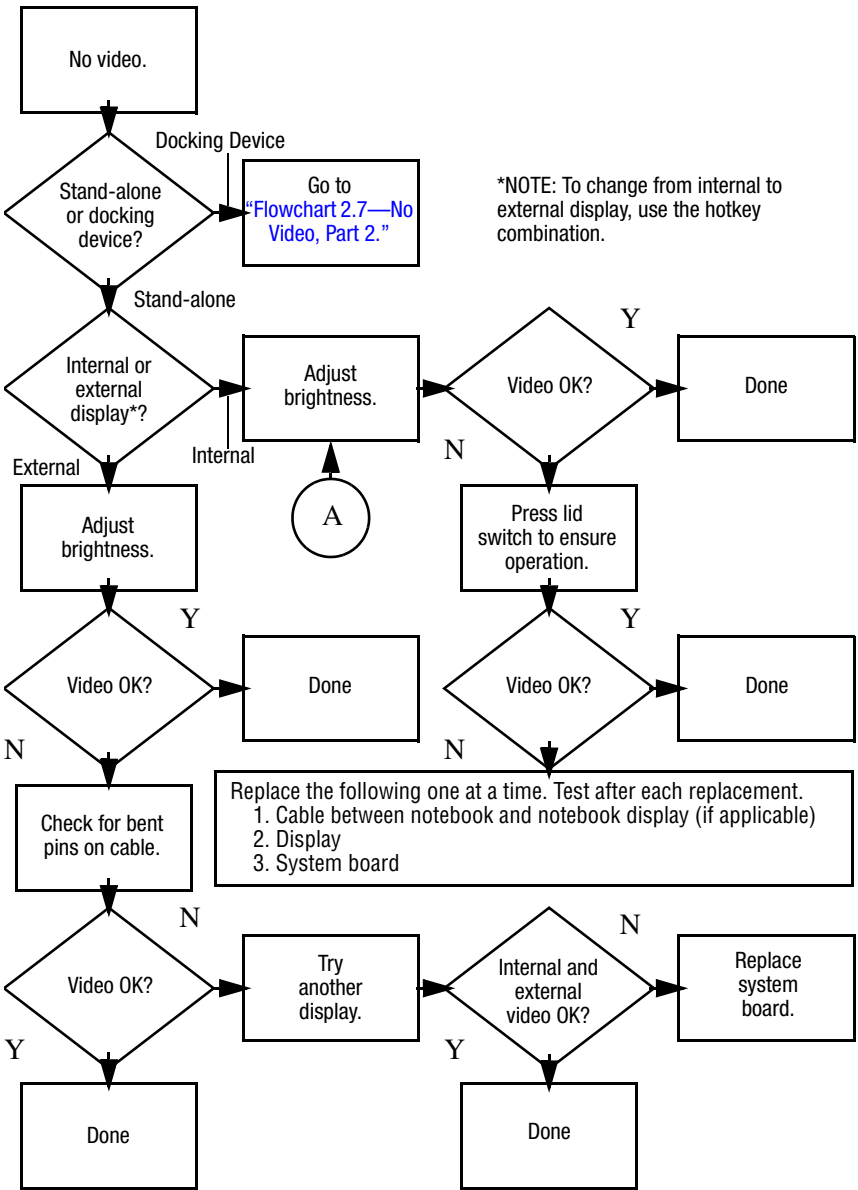 No video.
Docking Device
Stand-alone
or docking
device?
Go to
“Flowchart 2.7—No
Video, Part 2.”
*NOTE: To change from internal to
external display, use the hotkey
combination.
Stand-alone
Internal or
external
display*?
Internal
External
Adjust
brightness.
Video OK?
Y
Done
N
A
Adjust
brightness.
Press lid
switch to ensure
operation.
Video OK?
Y
Done
N
Video OK?
Y
Done
N
Check for bent
pins on cable.
Replace the following one at a time. Test after each replacement.
1. Cable between notebook and notebook display (if applicable)
2. Display
3. System board
Video OK?
N
Try
another
display.
Internal and
external
video OK?
N
Replace
system
board.
Y
Done
Y
Done